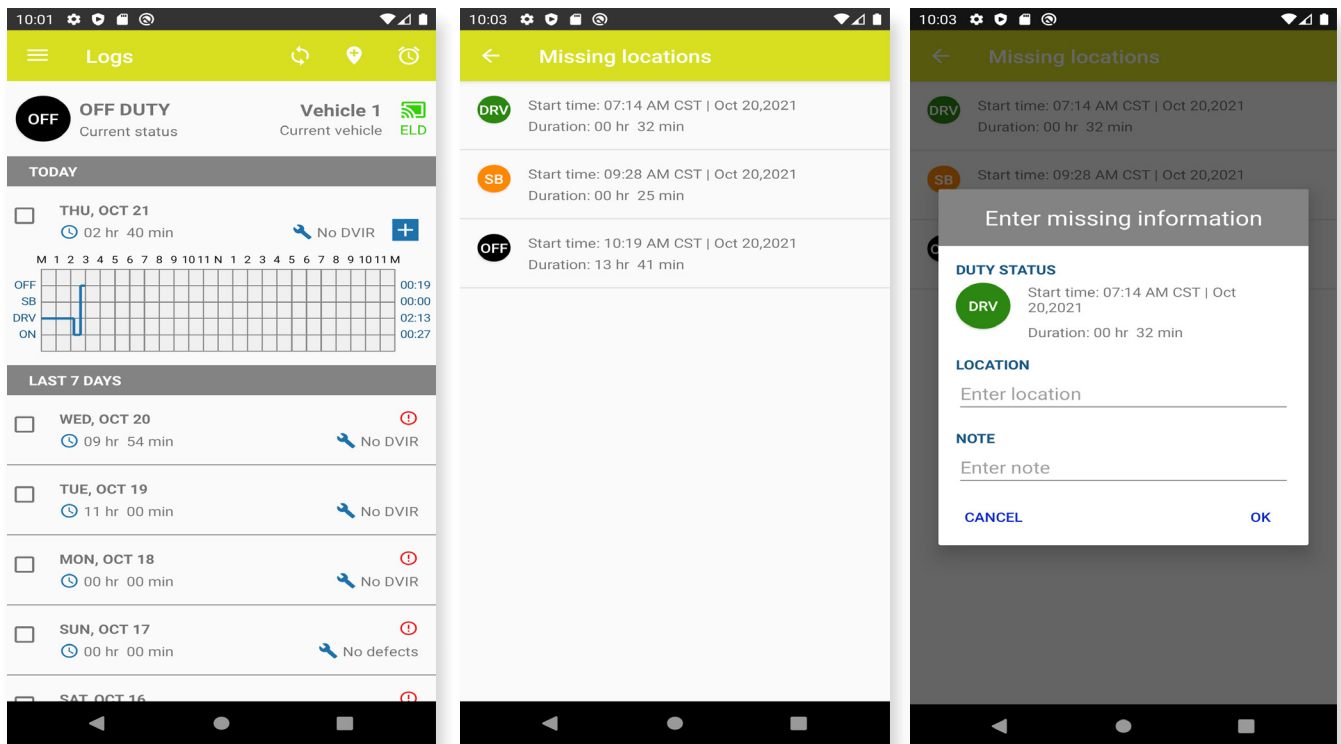 10:01
Logs
OFF
OFF DUTY
Current status
Vehicle 1
Current vehicle
ELD
TODAY
THU, OCT 21
02 hr 40 min
No DVIR
M 1 2 3 4 5 6 7 8 9 10 11 N 1 2 3 4 5 6 7 8 9 10 11 M
OFF 00:19
SB 00:00
DRV 02:13
ON 00:27
LAST 7 DAYS
WED, OCT 20
09 hr 54 min
No DVIR
TUE, OCT 19
11 hr 00 min
No DVIR
MON, OCT 18
00 hr 00 min
No DVIR
SUN, OCT 17
00 hr 00 min
No defects
SAT, OCT 16
10:03
Missing locations
DRV
Start time: 07:14 AM CST | Oct 20,2021
Duration: 00 hr 32 min
SB
Start time: 09:28 AM CST | Oct 20,2021
Duration: 00 hr 25 min
OFF
Start time: 10:19 AM CST | Oct 20,2021
Duration: 13 hr 41 min
10:03
Missing locations
DRV
Start time: 07:14 AM CST | Oct 20,2021
Duration: 00 hr 32 min
SB
Start time: 09:28 AM CST | Oct 20,2021
Enter missing information
DUTY STATUS
DRV
Start time: 07:14 AM CST | Oct
20,2021
Duration: 00 hr 32 min
LOCATION
Enter location
NOTE
Enter note
CANCEL
OK